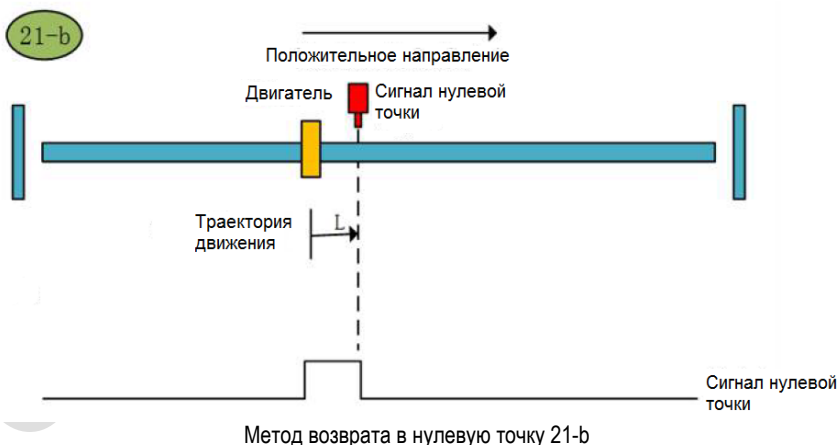 21-b
Положительное направление
Двигатель
Сигнал нулевой
точки
Траектория
движения
L
Сигнал нулевой
точки
Метод возврата в нулевую точку 21-b